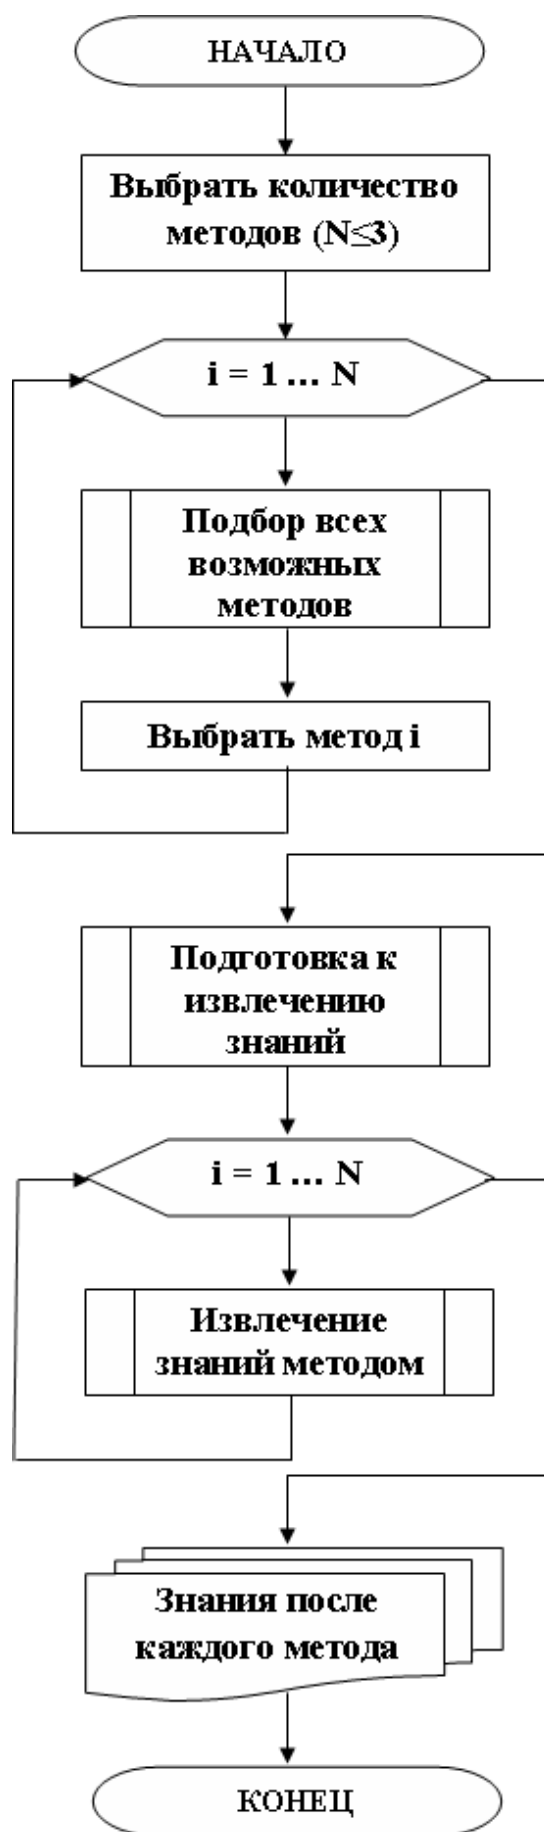 НАЧАЛО
Выбрать количество
методов (N≤3)
i = 1 ... N
Подбор всех
возможных
методов
Выбрать метод i
Подготовка к
извлечению
знаний
i = 1 ... N
Извлечение
знаний методом
Знания после
каждого метода
КОНЕЦ